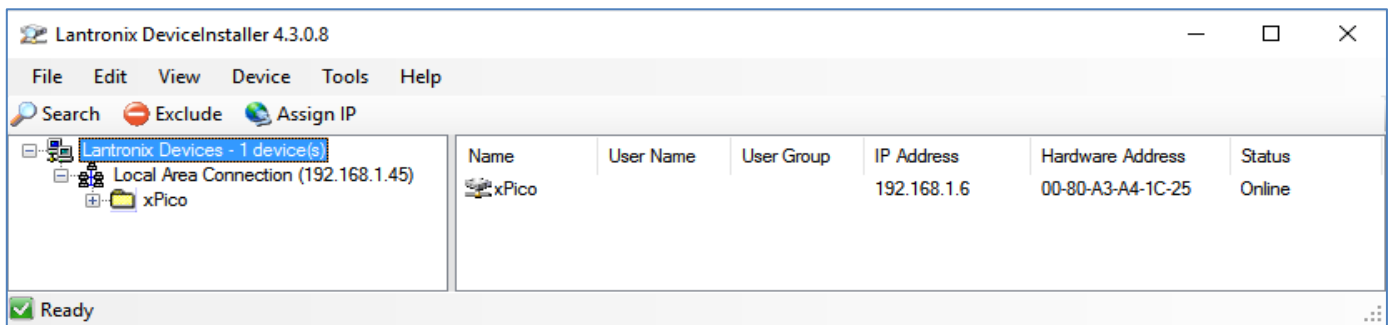 Lantronix DeviceInstaller 4.3.0.8
File Edit View Device Tools Help
Search Exclude Assign IP
Lantronix Devices - 1 device(s)
Local Area Connection (192.168.1.45)
xPico
Name User Name User Group IP Address Hardware Address Status
xPico 192.168.1.6 00-80-A3-A4-1C-25 Online
Ready